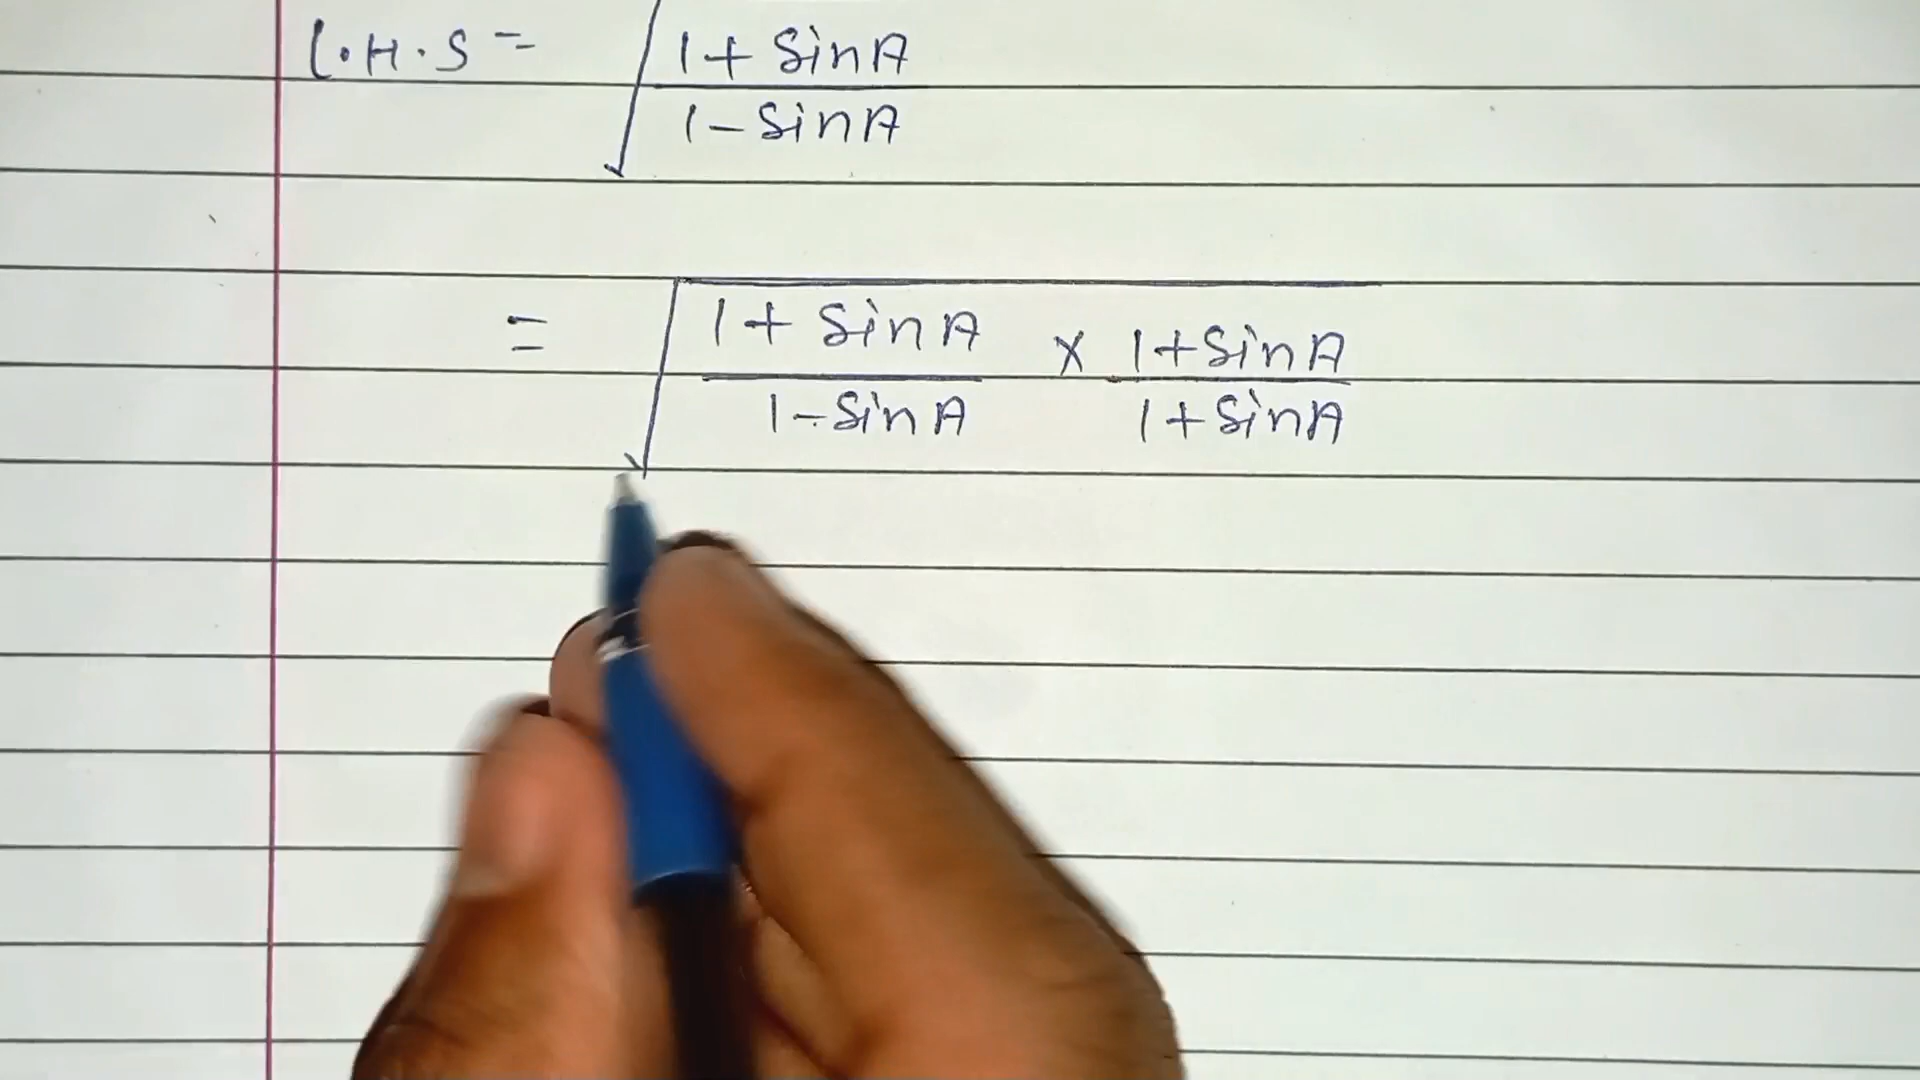 L.H.S = √(1 + sinA / 1 - sinA)
= √(1 + sinA / 1 - sinA × 1 + sinA / 1 + sinA)